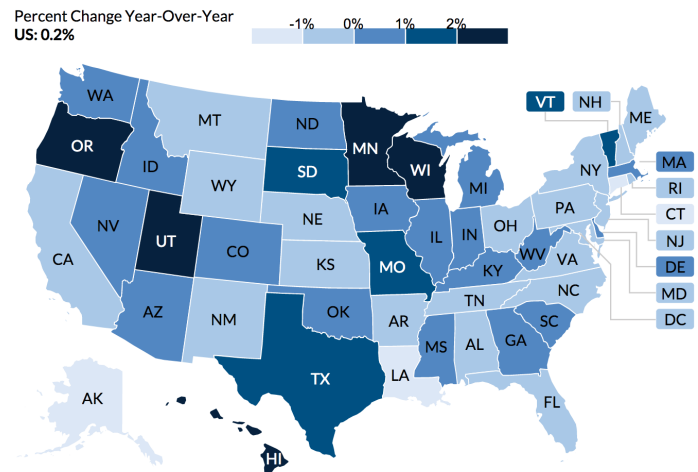 Percent Change Year-Over-Year
US: 0.2%
-1% 0% 1% 2%
WA
MT
ND
MN
VT
NH
ME
OR
ID
SD
WI
MI
NY
MA
RI
WY
CT
NV
UT
NE
IA
IL
IN
OH
PA
NJ
CA
CO
KS
MO
WV
VA
DE
KY
MD
NC
DC
AZ
NM
OK
AR
TN
SC
MS
AL
GA
AK
TX
LA
FL
HI